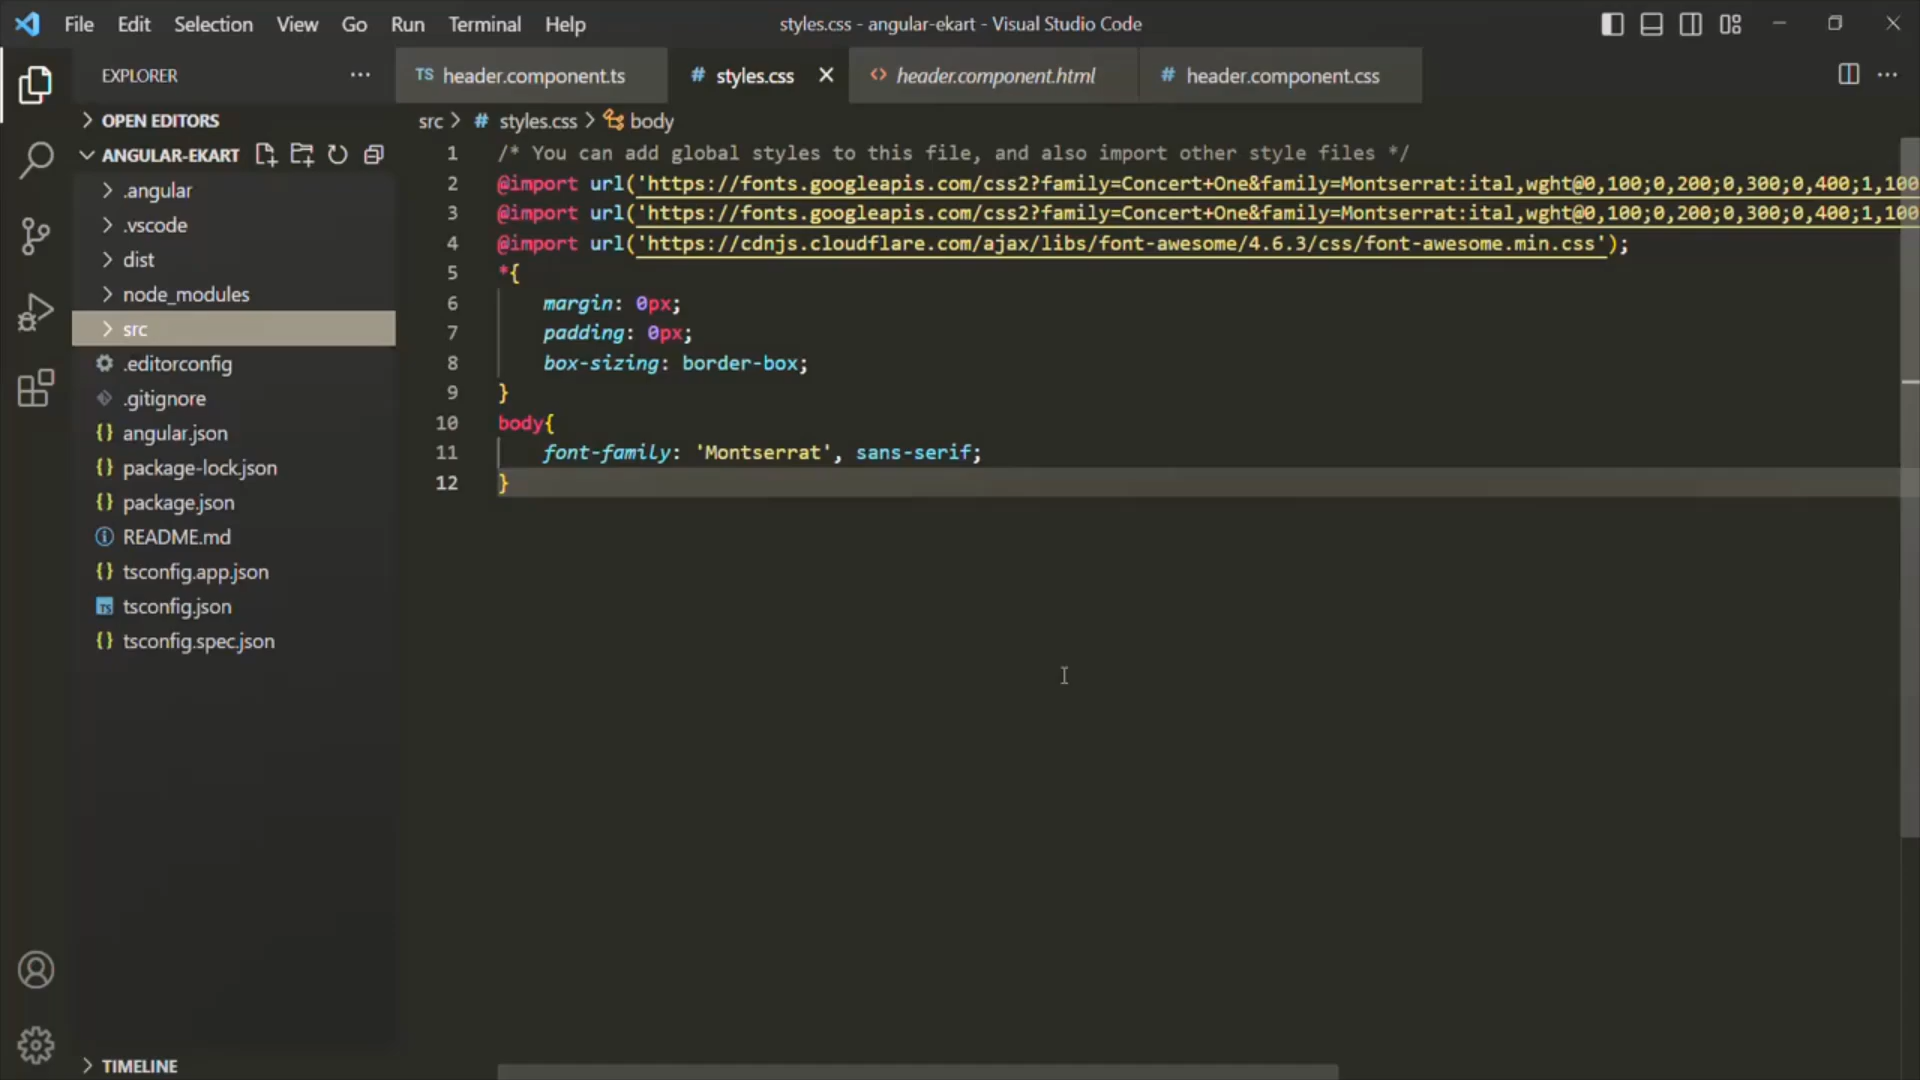 File Edit Selection View Go Run Terminal Help
styles.css - angular-ekart - Visual Studio Code
EXPLORER
TS header.component.ts
# styles.css
<> header.component.html
# header.component.css
OPEN EDITORS
src > # styles.css > body
ANGULAR-EKART
.angular
.vscode
dist
node_modules
src
.editorconfig
.gitignore
{} angular.json
{} package-lock.json
{} package.json
README.md
{} tsconfig.app.json
TS tsconfig.json
{} tsconfig.spec.json
TIMELINE
1 /* You can add global styles to this file, and also import other style files */
2 @import url('https://fonts.googleapis.com/css2?family=Concert+One&family=Montserrat:ital,wght@0,100;0,200;0,300;0,400;1,100
3 @import url('https://fonts.googleapis.com/css2?family=Concert+One&family=Montserrat:ital,wght@0,100;0,200;0,300;0,400;1,100
4 @import url('https://cdnjs.cloudflare.com/ajax/libs/font-awesome/4.6.3/css/font-awesome.min.css');
5 *{
6 margin: 0px;
7 padding: 0px;
8 box-sizing: border-box;
9 }
10 body{
11 font-family: 'Montserrat', sans-serif;
12 }